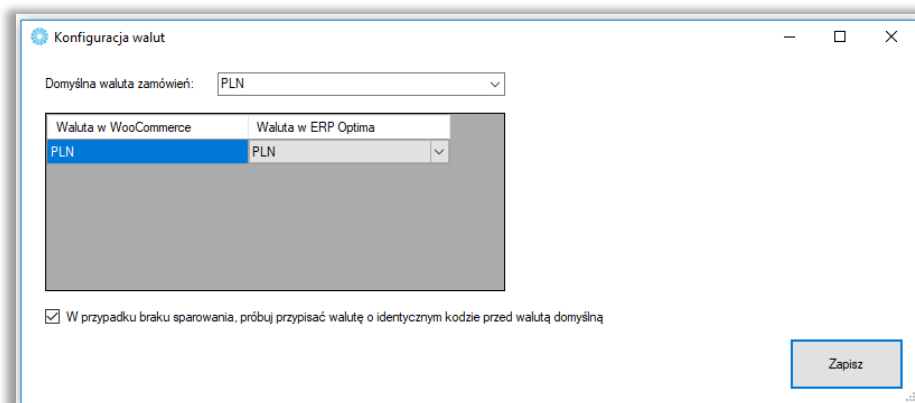 Konfiguracja walut
Domyślna waluta zamówień: PLN
Waluta w WooCommerce Waluta w ERP Optima
PLN PLN
W przypadku braku sparowania, próbuj przypisać walutę o identycznym kodzie przed walutą domyślną
Zapisz